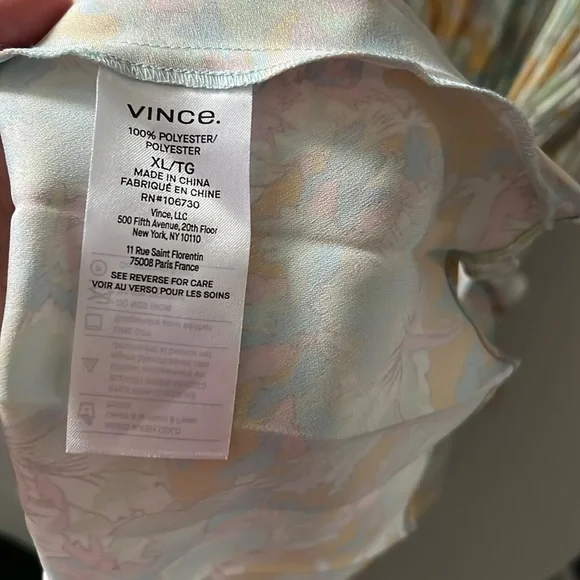 VINCE.
100% POLYESTER/
POLYESTER
XL/TG
MADE IN CHINA
FABRIQUÉ EN CHINE
RN#106730
Vince, LLC
500 Fifth Avenue, 20th Floor
New York, NY 10110
11 Rue Saint Florentin
75008 Paris France
SEE REVERSE FOR CARE
VOIR AU VERSO POUR LES SOINS